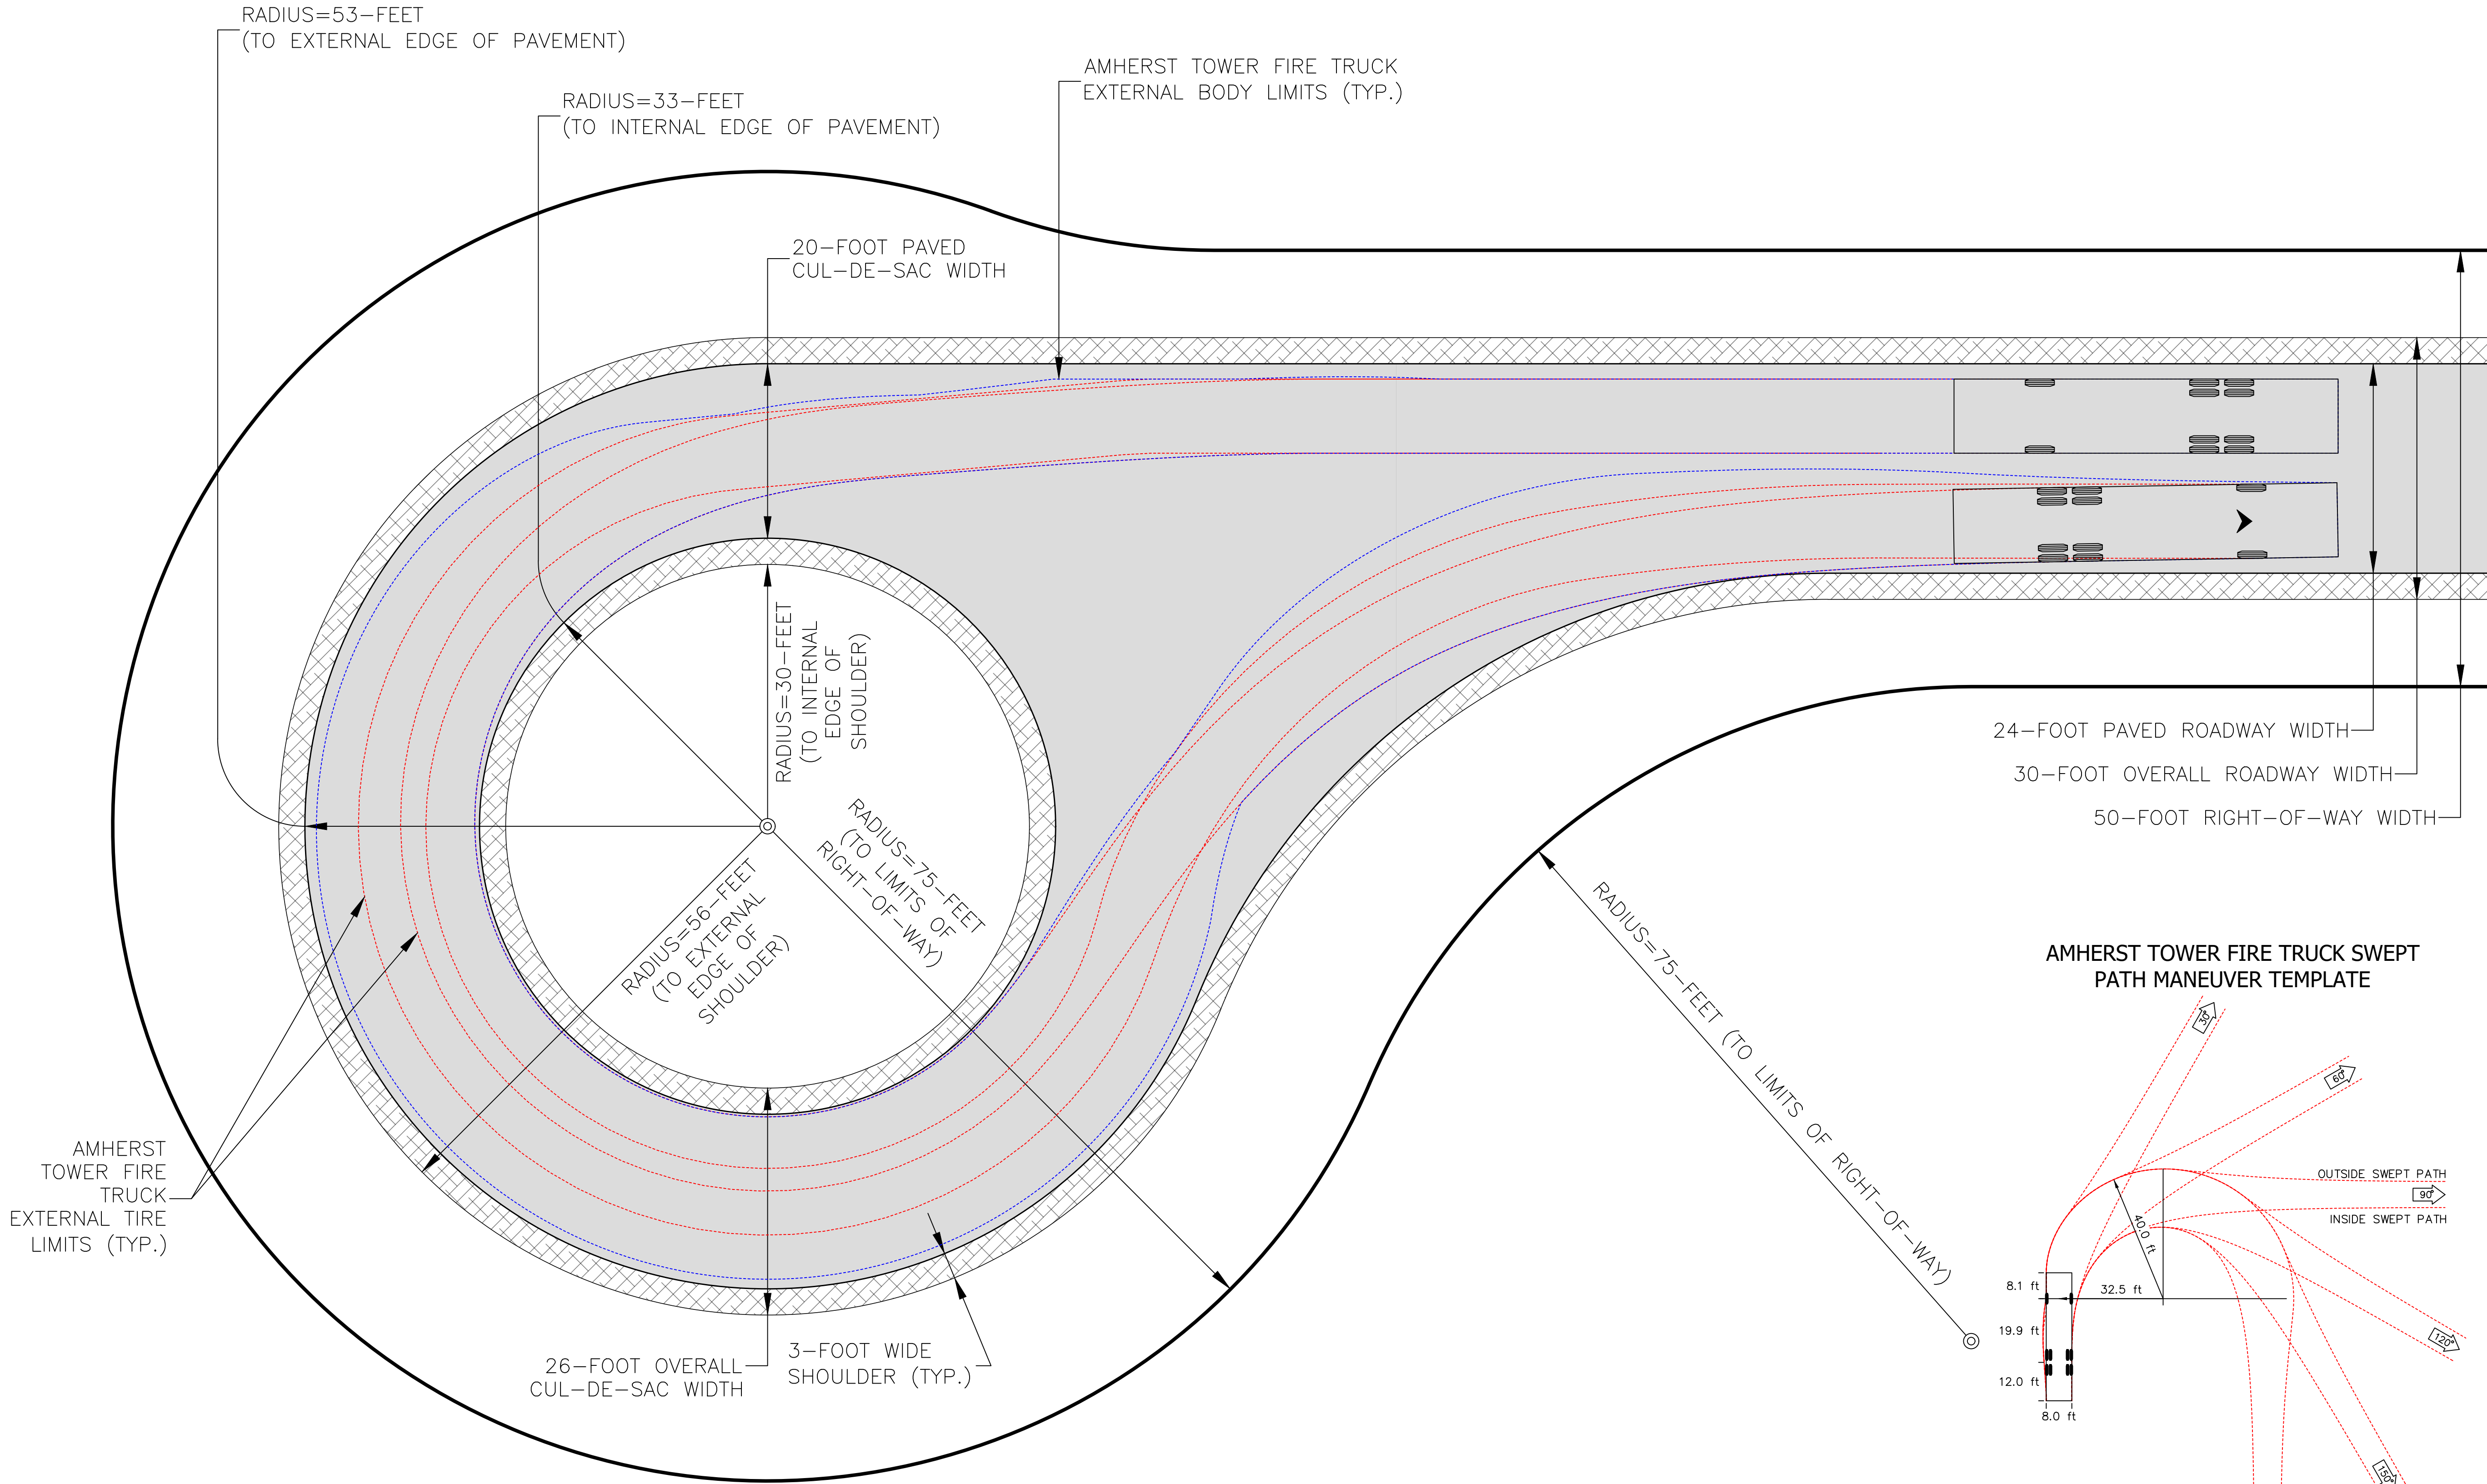 RADIUS=53-FEET
(TO EXTERNAL EDGE OF PAVEMENT)
RADIUS=33-FEET
(TO INTERNAL EDGE OF PAVEMENT)
AMHERST TOWER FIRE TRUCK
EXTERNAL BODY LIMITS (TYP.)
20-FOOT PAVED
CUL-DE-SAC WIDTH
RADIUS=30-FEET
(TO INTERNAL
EDGE OF
SHOULDER)
RADIUS=75-FEET
(TO LIMITS OF
RIGHT-OF-WAY)
RADIUS=56-FEET
(TO EXTERNAL
EDGE OF
SHOULDER)
24-FOOT PAVED ROADWAY WIDTH
30-FOOT OVERALL ROADWAY WIDTH
50-FOOT RIGHT-OF-WAY WIDTH
RADIUS=75-FEET (TO LIMITS OF RIGHT-OF-WAY)
AMHERST
TOWER FIRE
TRUCK
EXTERNAL TIRE
LIMITS (TYP.)
26-FOOT OVERALL
CUL-DE-SAC WIDTH
3-FOOT WIDE
SHOULDER (TYP.)
AMHERST TOWER FIRE TRUCK SWEPT
PATH MANEUVER TEMPLATE
30°
60°
OUTSIDE SWEPT PATH
90°
INSIDE SWEPT PATH
40.0 ft
8.1 ft
32.5 ft
19.9 ft
120°
12.0 ft
8.0 ft
150°